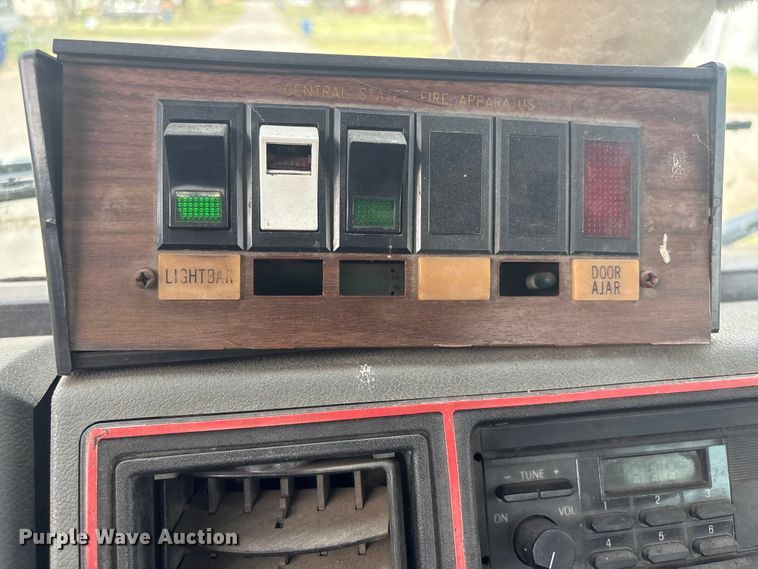 CENTRAL STATES FIRE APPARATUS
LIGHTBAR
DOOR
AJAR
- TUNE +
ON
VOL
1 2 3
4 5 6
Purple Wave Auction